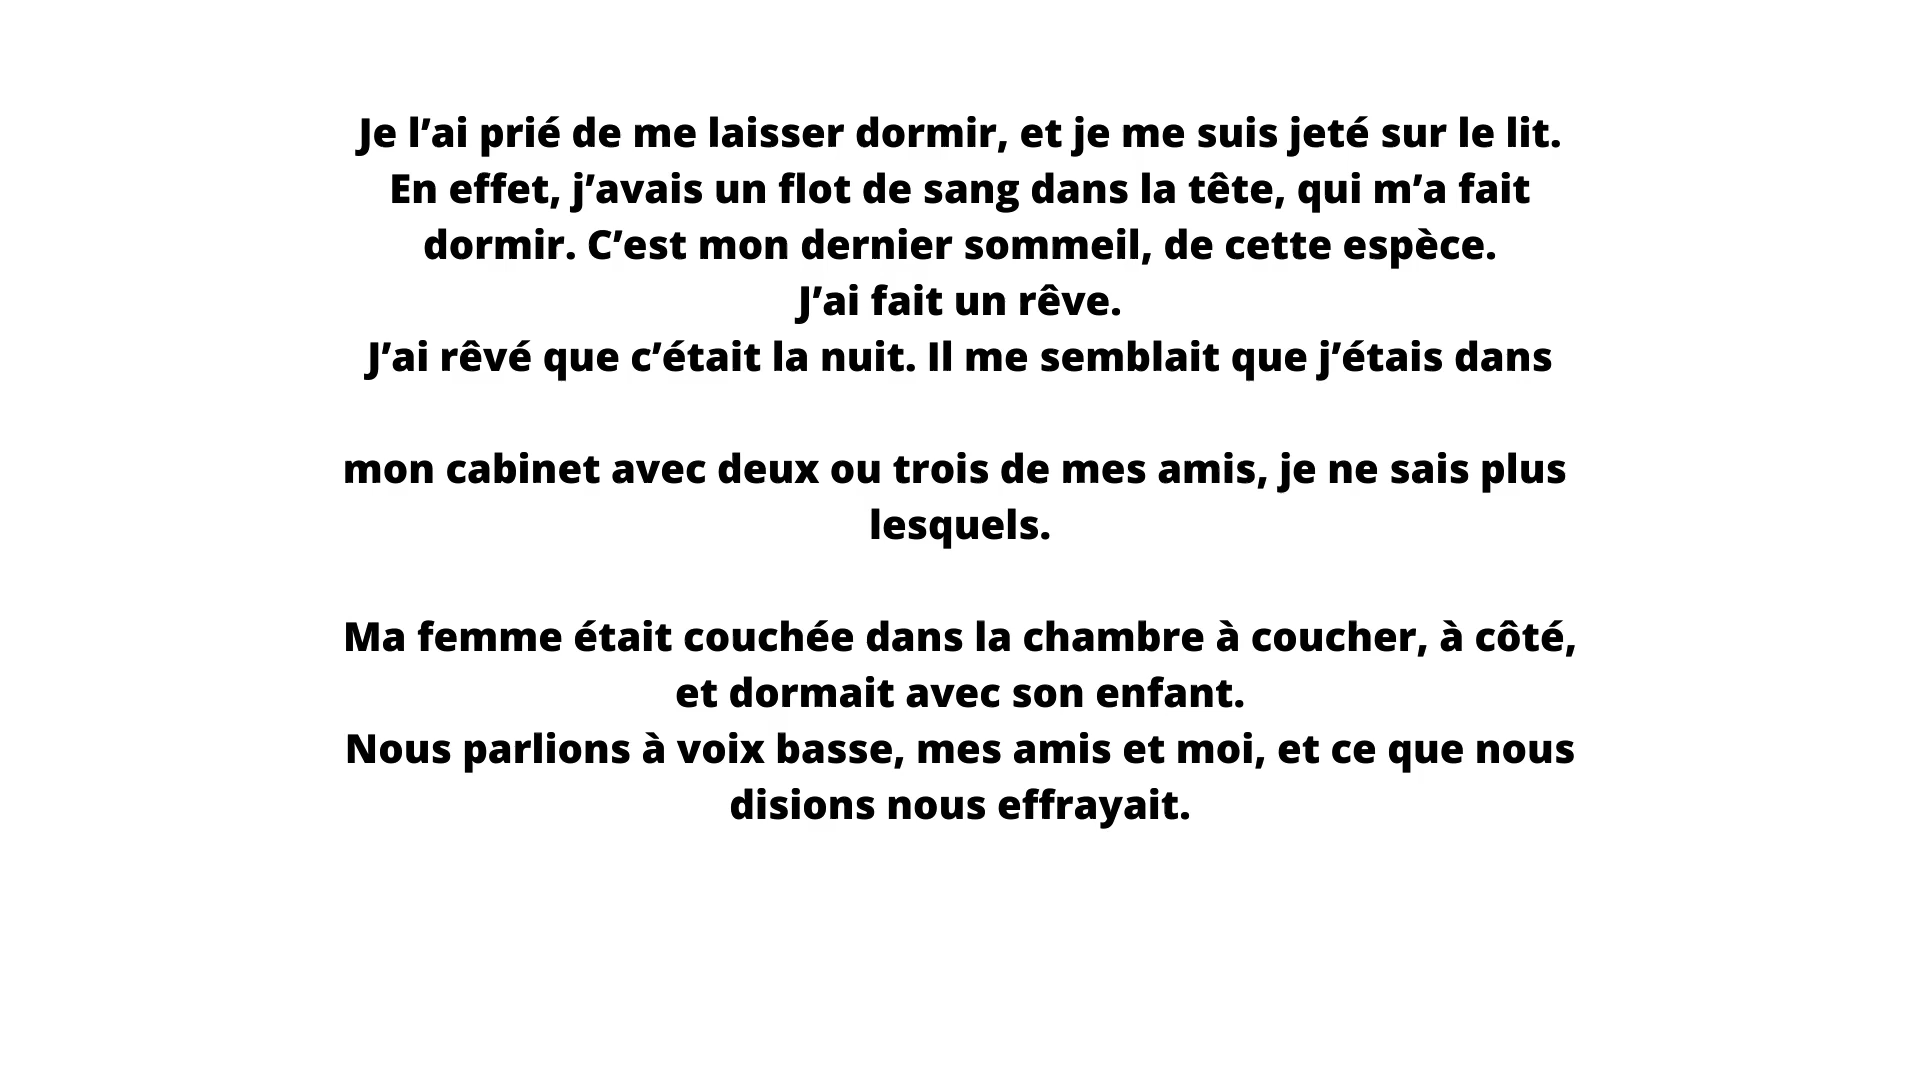 Je l’ai prié de me laisser dormir, et je me suis jeté sur le lit.
En effet, j’avais un flot de sang dans la tête, qui m’a fait
dormir. C’est mon dernier sommeil, de cette espèce.
J’ai fait un rêve.
J’ai rêvé que c’était la nuit. Il me semblait que j’étais dans
mon cabinet avec deux ou trois de mes amis, je ne sais plus
lesquels.
Ma femme était couchée dans la chambre à coucher, à côté,
et dormait avec son enfant.
Nous parlions à voix basse, mes amis et moi, et ce que nous
disions nous effrayait.